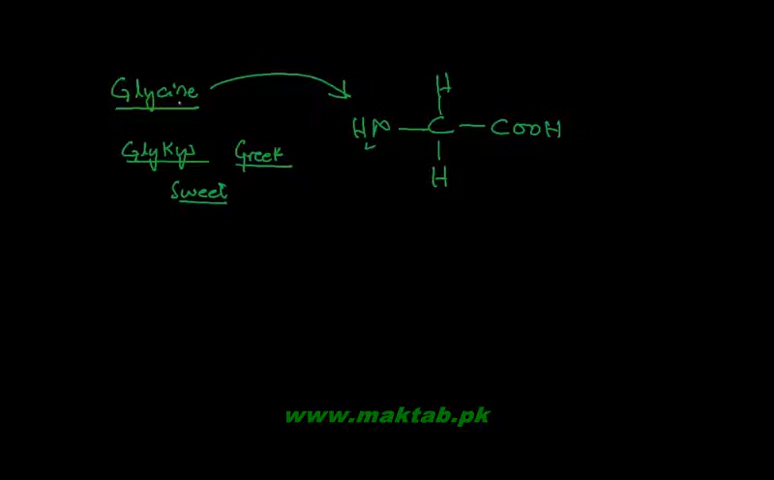 Glycine
H
H₂N — C — COOH
H
Glykys Greek
Sweet
www.maktab.pk